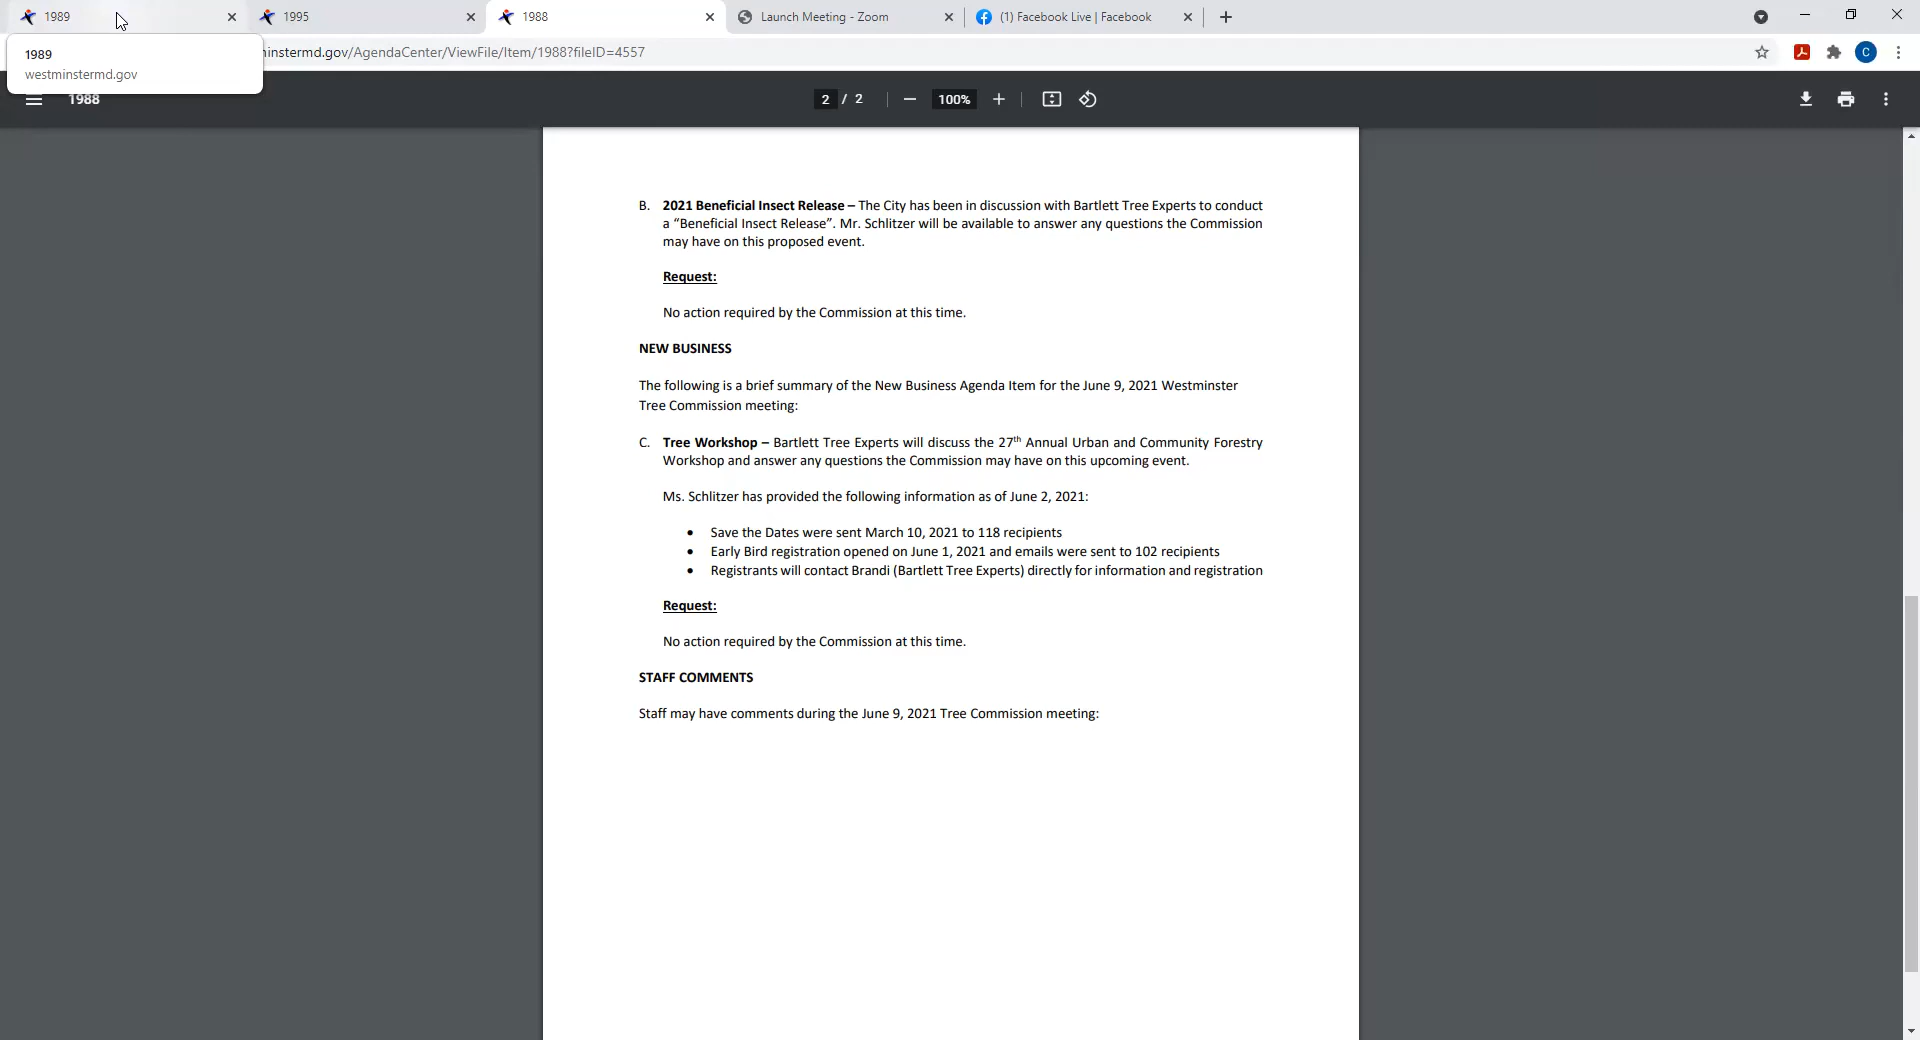 1989
1995
1988
Launch Meeting - Zoom
(1) Facebook Live | Facebook
instermd.gov/AgendaCenter/ViewFile/Item/1988?fileID=4557
C
1989
westminstermd.gov
1988
2 / 2
100%
B. 2021 Beneficial Insect Release – The City has been in discussion with Bartlett Tree Experts to conduct
a “Beneficial Insect Release”. Mr. Schlitzer will be available to answer any questions the Commission
may have on this proposed event.
Request:
No action required by the Commission at this time.
NEW BUSINESS
The following is a brief summary of the New Business Agenda Item for the June 9, 2021 Westminster
Tree Commission meeting:
C. Tree Workshop – Bartlett Tree Experts will discuss the 27th Annual Urban and Community Forestry
Workshop and answer any questions the Commission may have on this upcoming event.
Ms. Schlitzer has provided the following information as of June 2, 2021:
• Save the Dates were sent March 10, 2021 to 118 recipients
• Early Bird registration opened on June 1, 2021 and emails were sent to 102 recipients
• Registrants will contact Brandi (Bartlett Tree Experts) directly for information and registration
Request:
No action required by the Commission at this time.
STAFF COMMENTS
Staff may have comments during the June 9, 2021 Tree Commission meeting: